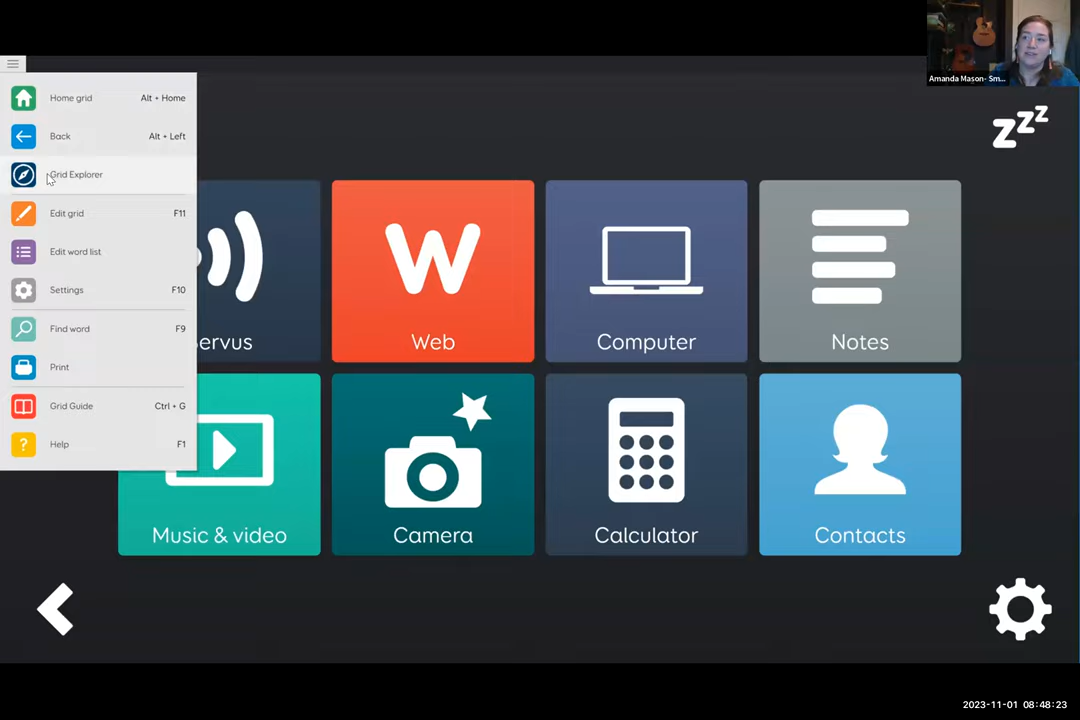 Amanda Mason- Sm...
Home grid Alt + Home
Back Alt + Left
Grid Explorer
Edit grid F11
Edit word list
Settings F10
Find word F9
Print
Grid Guide Ctrl + G
Help F1
zzz
ervus
W
Web
Computer
Notes
Music & video
Camera
Calculator
Contacts
2023-11-01 08:48:23